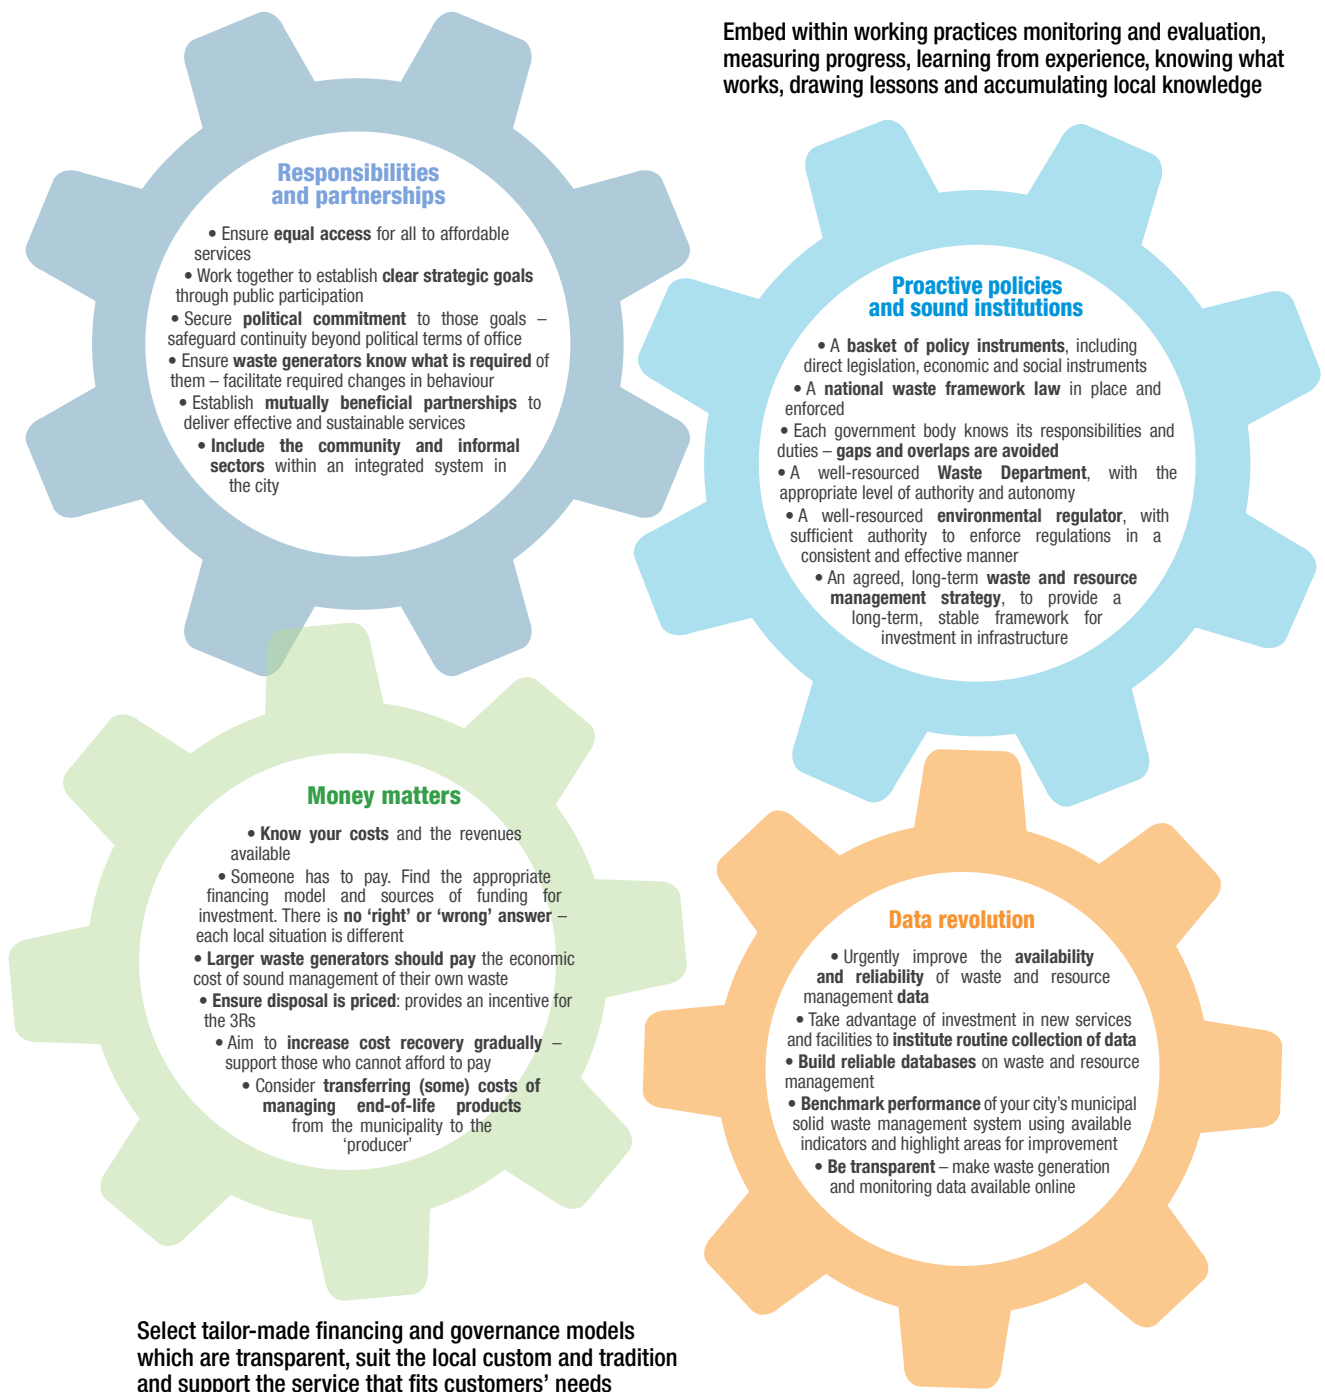 Embed within working practices monitoring and evaluation,
measuring progress, learning from experience, knowing what
works, drawing lessons and accumulating local knowledge
Responsibilities
and partnerships
• Ensure equal access for all to affordable
services
• Work together to establish clear strategic goals
through public participation
• Secure political commitment to those goals –
safeguard continuity beyond political terms of office
• Ensure waste generators know what is required of
them – facilitate required changes in behaviour
• Establish mutually beneficial partnerships to
deliver effective and sustainable services
• Include the community and informal
sectors within an integrated system in
the city
Proactive policies
and sound institutions
• A basket of policy instruments, including
direct legislation, economic and social instruments
• A national waste framework law in place and
enforced
• Each government body knows its responsibilities and
duties – gaps and overlaps are avoided
• A well-resourced Waste Department, with the
appropriate level of authority and autonomy
• A well-resourced environmental regulator, with
sufficient authority to enforce regulations in a
consistent and effective manner
• An agreed, long-term waste and resource
management strategy, to provide a
long-term, stable framework for
investment in infrastructure
Money matters
• Know your costs and the revenues
available
• Someone has to pay. Find the appropriate
financing model and sources of funding for
investment. There is no ‘right’ or ‘wrong’ answer –
each local situation is different
• Larger waste generators should pay the economic
cost of sound management of their own waste
• Ensure disposal is priced: provides an incentive for
the 3Rs
• Aim to increase cost recovery gradually –
support those who cannot afford to pay
• Consider transferring (some) costs of
managing end-of-life products
from the municipality to the
‘producer’
Data revolution
• Urgently improve the availability
and reliability of waste and resource
management data
• Take advantage of investment in new services
and facilities to institute routine collection of data
• Build reliable databases on waste and resource
management
• Benchmark performance of your city’s municipal
solid waste management system using available
indicators and highlight areas for improvement
• Be transparent – make waste generation
and monitoring data available online
Select tailor-made financing and governance models
which are transparent, suit the local custom and tradition
and support the service that fits customers’ needs